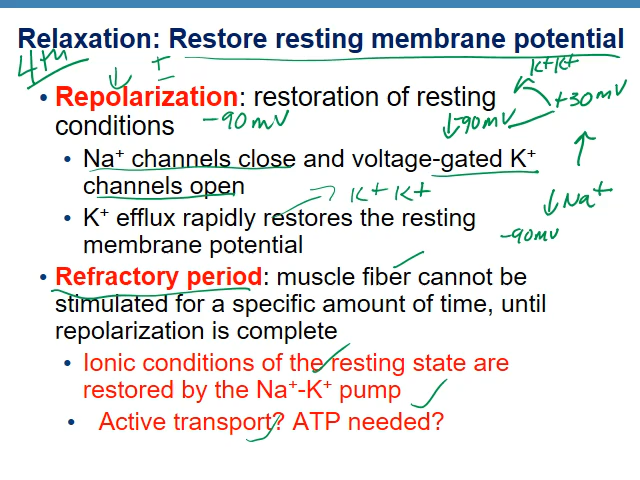 Relaxation: Restore resting membrane potential
4th
K+ K+
• Repolarization: restoration of resting
conditions
-90mV
↓-90mV
+30mV
• Na⁺ channels close and voltage-gated K⁺
channels open
K+ K+
↓Na+
• K⁺ efflux rapidly restores the resting
membrane potential
-90mV
• Refractory period: muscle fiber cannot be
stimulated for a specific amount of time, until
repolarization is complete
• Ionic conditions of the resting state are
restored by the Na⁺-K⁺ pump
• Active transport? ATP needed?